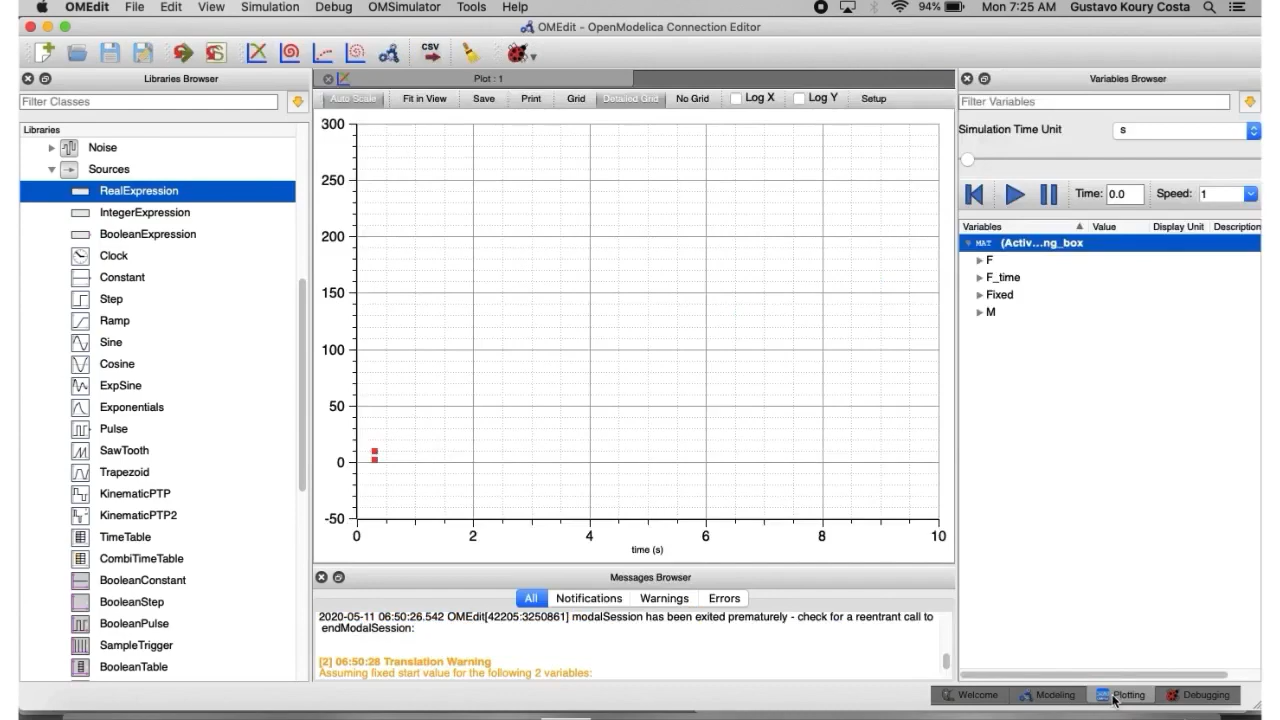 OMEdit File Edit View Simulation Debug OMSimulator Tools Help 94% Mon 7:25 AM Gustavo Koury Costa
OMEdit - OpenModelica Connection Editor
CSV
Libraries Browser
Filter Classes
Libraries
Noise
Sources
RealExpression
IntegerExpression
BooleanExpression
Clock
Constant
Step
Ramp
Sine
Cosine
ExpSine
Exponentials
Pulse
SawTooth
Trapezoid
KinematicPTP
KinematicPTP2
TimeTable
CombiTimeTable
BooleanConstant
BooleanStep
BooleanPulse
SampleTrigger
BooleanTable
Plot : 1
Auto Scale Fit in View Save Print Grid Detailed Grid No Grid Log X Log Y Setup
300
250
200
150
100
50
0
-50
0 2 4 6 8 10
time (s)
Messages Browser
All Notifications Warnings Errors
2020-05-11 06:50:26.542 OMEdit[42205:3250861] modalSession has been exited prematurely - check for a reentrant call to
endModalSession:
[2] 06:50:28 Translation Warning
Assuming fixed start value for the following 2 variables:
Variables Browser
Filter Variables
Simulation Time Unit s
Time: 0.0 Speed: 1
Variables Value Display Unit Description
MAT (Activ...ng_box
F
F_time
Fixed
M
Welcome Modeling Plotting Debugging